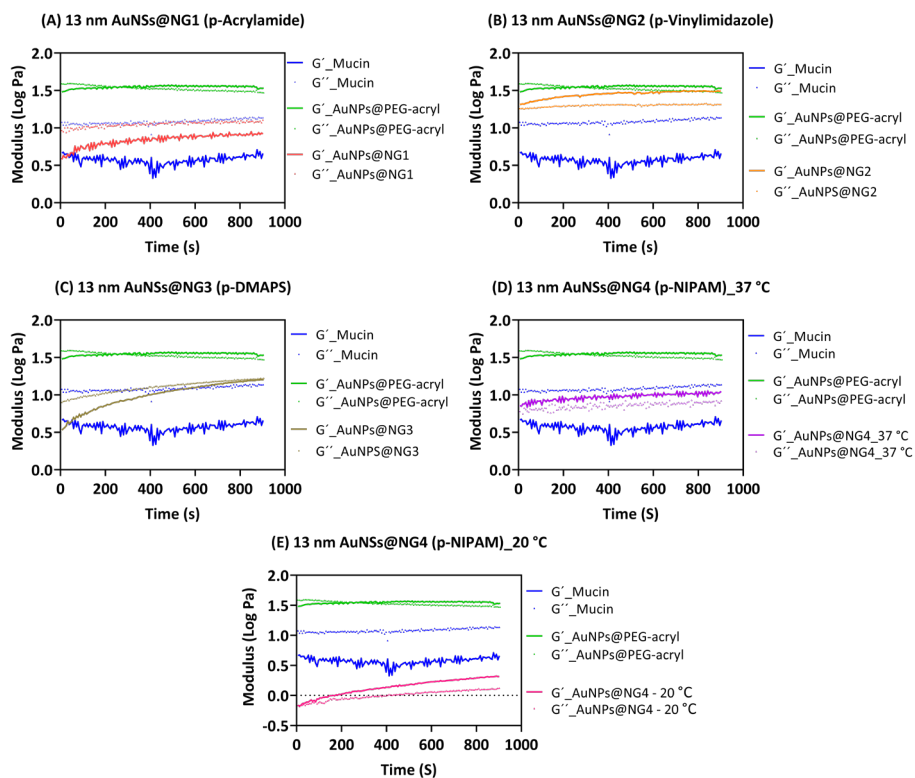 (A) 13 nm AuNSs@NG1 (p-Acrylamide)
Modulus (Log Pa)
2.0
1.5
1.0
0.5
0.0
0
200
400
600
800
1000
Time (s)
G´_Mucin
G´´_Mucin
G´_AuNPs@PEG-acryl
G´´_AuNPs@PEG-acryl
G´_AuNPs@NG1
G´´_AuNPs@NG1
(B) 13 nm AuNSs@NG2 (p-Vinylimidazole)
Modulus (Log Pa)
2.0
1.5
1.0
0.5
0.0
0
200
400
600
800
1000
Time (s)
G´_Mucin
G´´_Mucin
G´_AuNPs@PEG-acryl
G´´_AuNPs@PEG-acryl
G´_AuNPs@NG2
G´´_AuNPS@NG2
(C) 13 nm AuNSs@NG3 (p-DMAPS)
Modulus (Log Pa)
2.0
1.5
1.0
0.5
0.0
0
200
400
600
800
1000
Time (s)
G´_Mucin
G´´_Mucin
G´_AuNPs@PEG-acryl
G´´_AuNPs@PEG-acryl
G´_AuNPs@NG3
G´´_AuNPS@NG3
(D) 13 nm AuNSs@NG4 (p-NIPAM)_37 °C
Modulus (Log Pa)
2.0
1.5
1.0
0.5
0.0
0
200
400
600
800
1000
Time (S)
G´_Mucin
G´´_Mucin
G´_AuNPs@PEG-acryl
G´´_AuNPs@PEG-acryl
G´_AuNPs@NG4_37 °C
G´´_AuNPs@NG4_37 °C
(E) 13 nm AuNSs@NG4 (p-NIPAM)_20 °C
Modulus (Log Pa)
2.0
1.5
1.0
0.5
0.0
-0.5
0
200
400
600
800
1000
Time (S)
G´_Mucin
G´´_Mucin
G´_AuNPs@PEG-acryl
G´´_AuNPs@PEG-acryl
G´_AuNPs@NG4 - 20 °C
G´´_AuNPs@NG4 - 20 °C